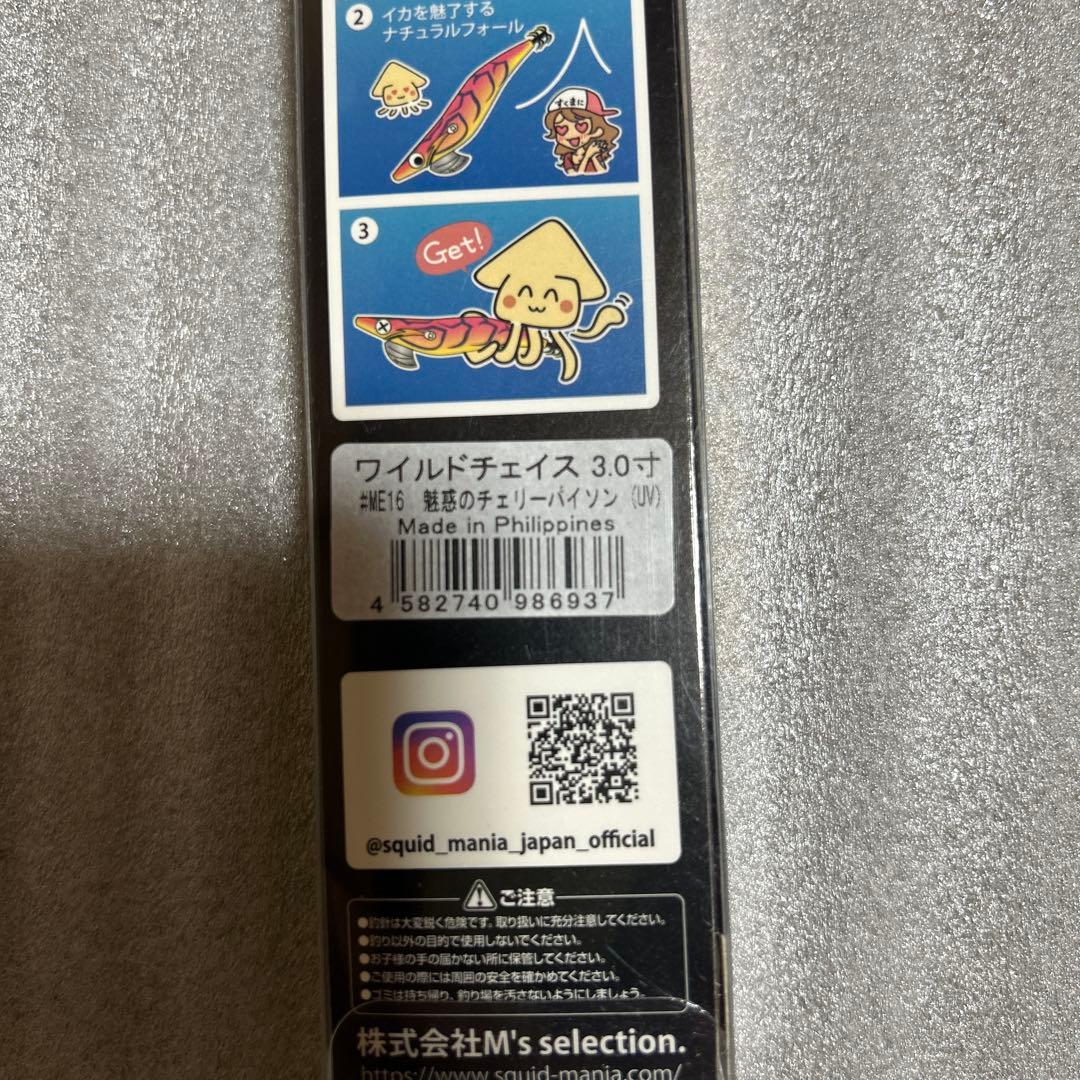 2 イカを魅了する
ナチュラルフォール
すくまに
3
Get!
ワイルドチェイス 3.0寸
#ME16 魅惑のチェリーパイソン (UV)
Made in Philippines
4 582740 986937
@squid_mania_japan_official
ご注意
●釣針は大変鋭く危険です。取り扱いに充分注意してください。
●釣り以外の目的で使用しないでください。
●お子様の手の届かない所に保管してください。
●ご使用の際には周囲の安全を確かめてください。
●ゴミは持ち帰り、釣り場を汚さないようにしましょう。
株式会社M's selection.
https://www.squid-mania.com/